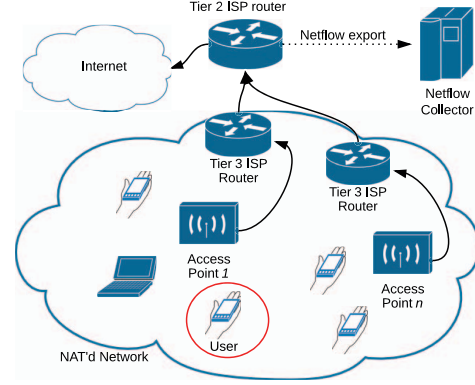 Tier 2 ISP router
Netflow export
Internet
Netflow
Collector
Tier 3 ISP
Router
Tier 3 ISP
Router
Access
Point 1
Access
Point n
User
NAT'd Network